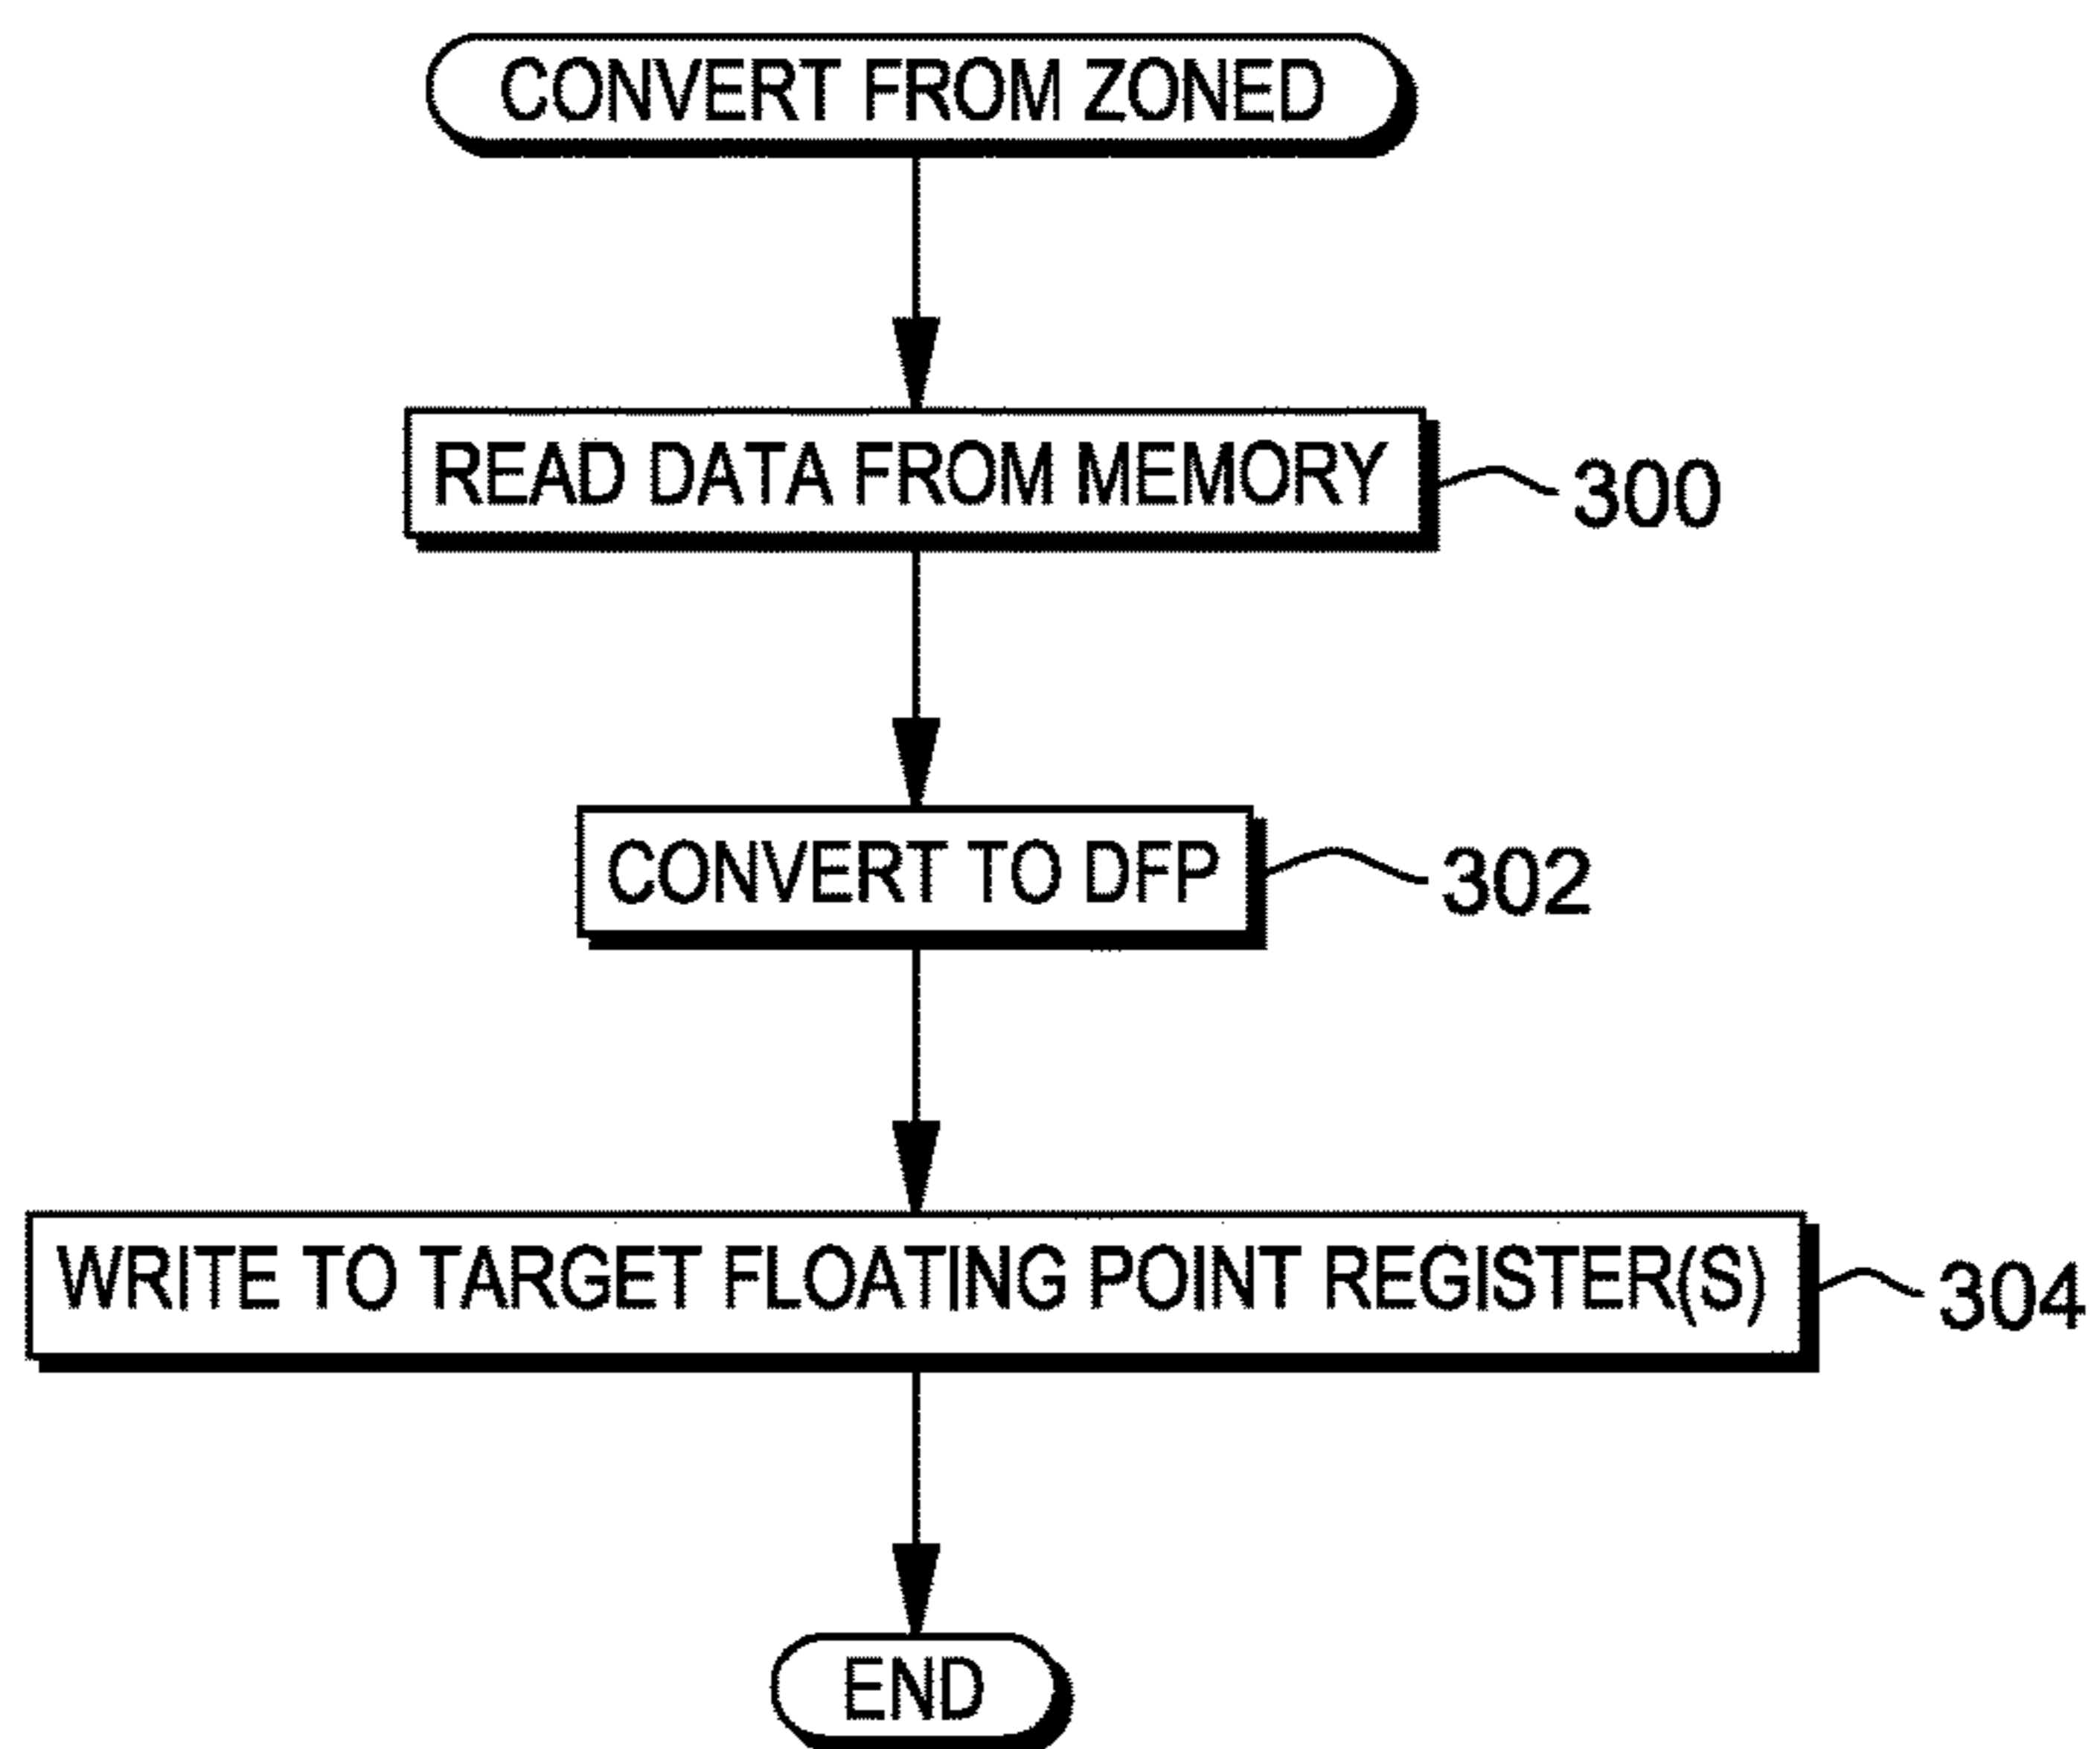 CONVERT FROM ZONED
READ DATA FROM MEMORY
300
CONVERT TO DFP
302
WRITE TO TARGET FLOATING POINT REGISTER(S)
304
END